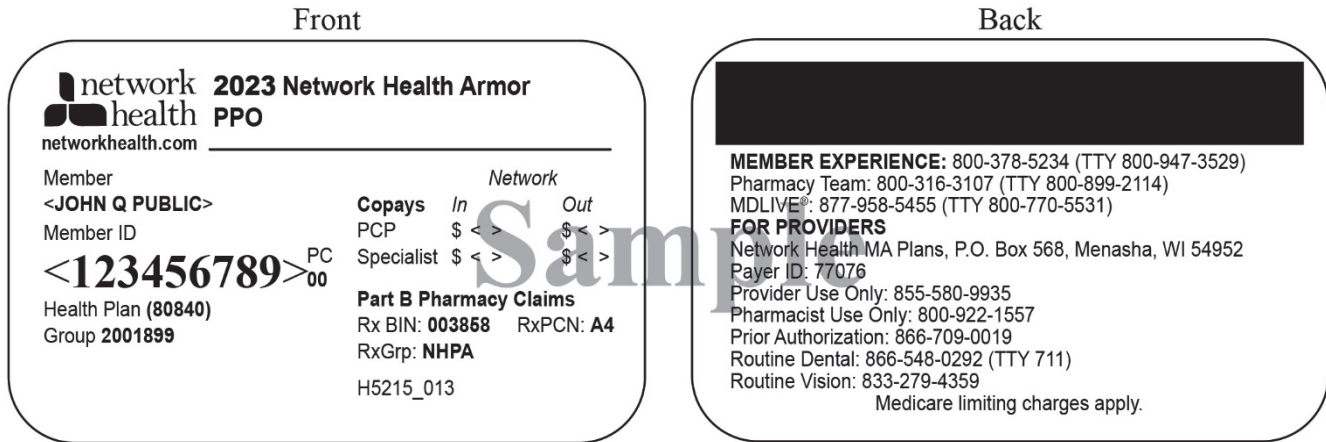 Front
network health
networkhealth.com
2023 Network Health Armor
PPO
Member
<JOHN Q PUBLIC>
Member ID
<123456789> PC 00
Health Plan (80840)
Group 2001899
Network
Copays In Out
PCP $ < > $ < >
Specialist $ < > $ < >
Part B Pharmacy Claims
Rx BIN: 003858 RxPCN: A4
RxGrp: NHPA
H5215_013
Sample
Back
MEMBER EXPERIENCE: 800-378-5234 (TTY 800-947-3529)
Pharmacy Team: 800-316-3107 (TTY 800-899-2114)
MDLIVE®: 877-958-5455 (TTY 800-770-5531)
FOR PROVIDERS
Network Health MA Plans, P.O. Box 568, Menasha, WI 54952
Payer ID: 77076
Provider Use Only: 855-580-9935
Pharmacist Use Only: 800-922-1557
Prior Authorization: 866-709-0019
Routine Dental: 866-548-0292 (TTY 711)
Routine Vision: 833-279-4359
Medicare limiting charges apply.